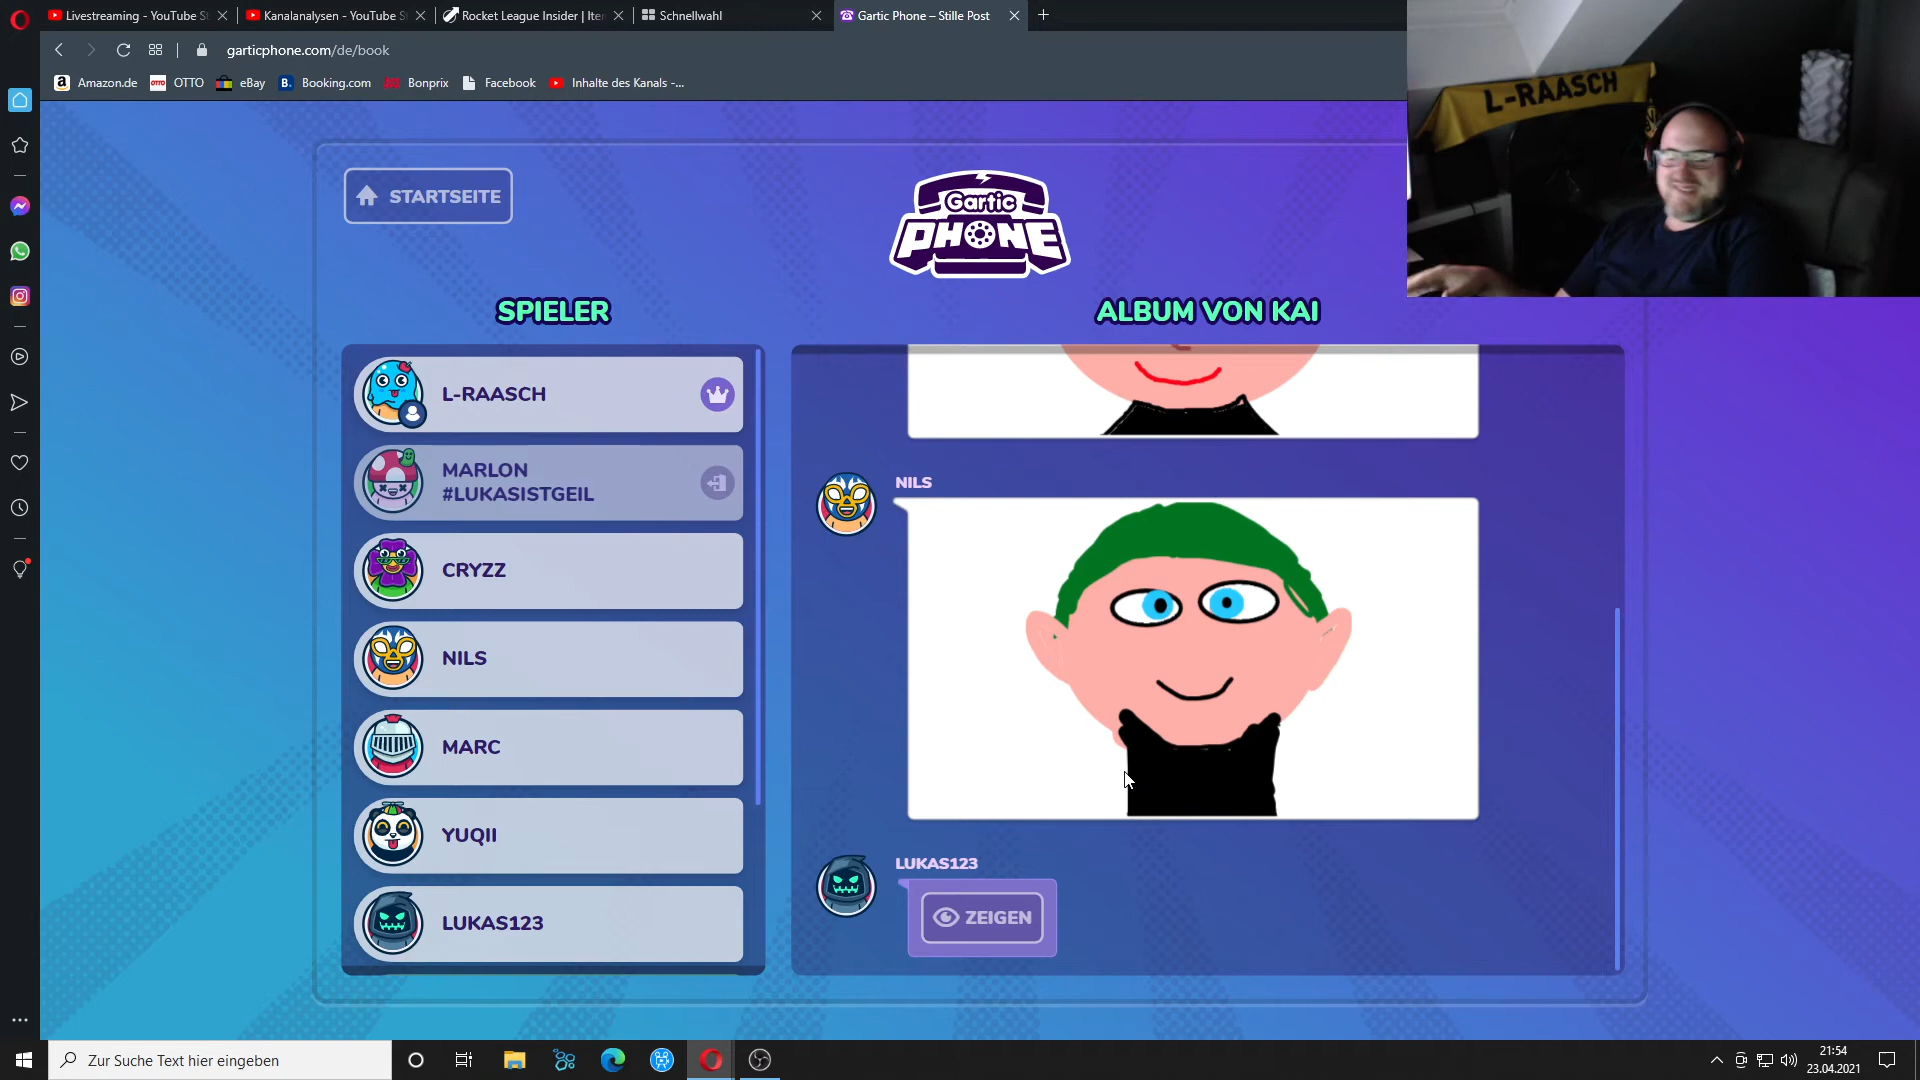 Livestreaming - YouTube S
Kanalanalysen - YouTube S
Rocket League Insider | Iter
Schnellwahl
Gartic Phone – Stille Post
garticphone.com/de/book
Amazon.de
OTTO
eBay
Booking.com
Bonprix
Facebook
Inhalte des Kanals -...
L-RAASCH
STARTSEITE
Gartic
PHONE
SPIELER
ALBUM VON KAI
L-RAASCH
MARLON
#LUKASISTGEIL
CRYZZ
NILS
MARC
YUQII
LUKAS123
NILS
LUKAS123
ZEIGEN
Zur Suche Text hier eingeben
21:54
23.04.2021